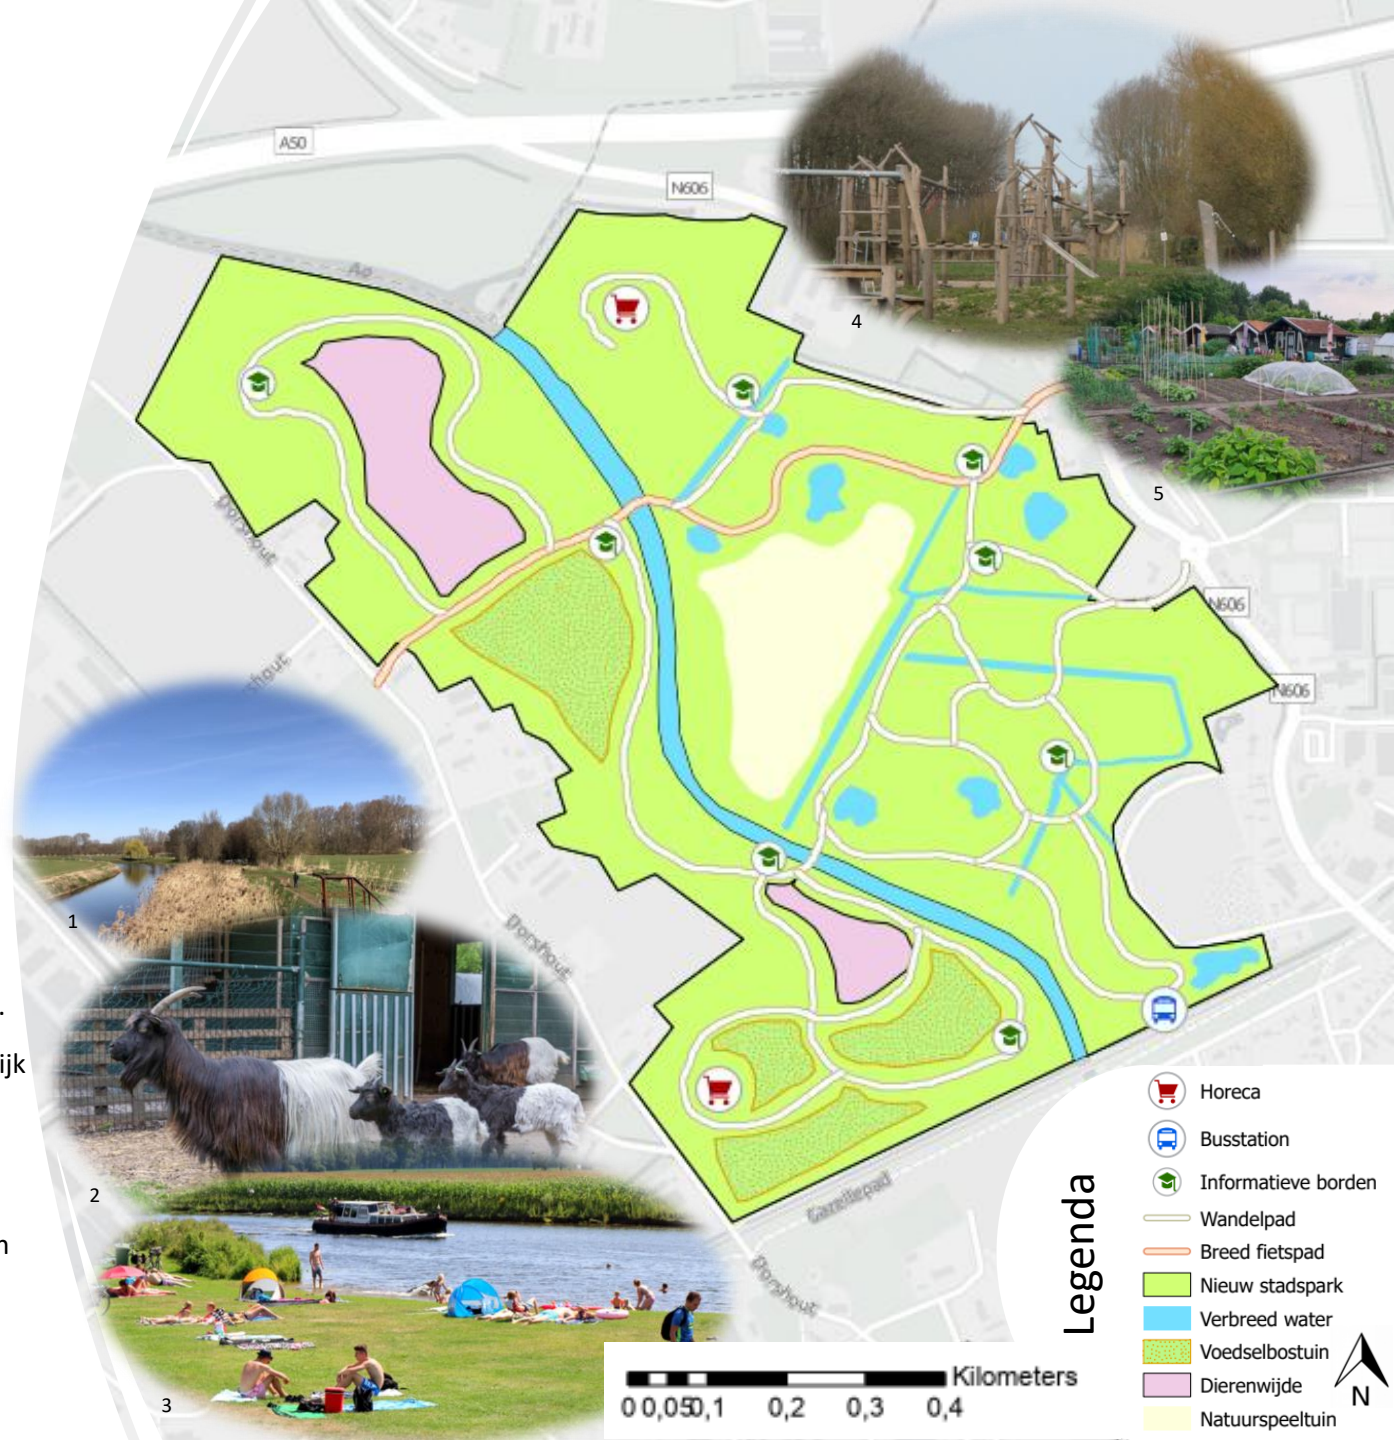 A50
N606
Aa
4
5
Dorshout
N606
shout
N606
1
Dorshout
.
ijk
2
n
3
Gazellepad
Dorshout
Legenda
Horeca
Busstation
Informatieve borden
Wandelpad
Breed fietspad
Nieuw stadspark
Verbreed water
Voedselbostuin
Dierenwijde
Natuurspeeltuin
N
Kilometers
0 0,05 0,1 0,2 0,3 0,4